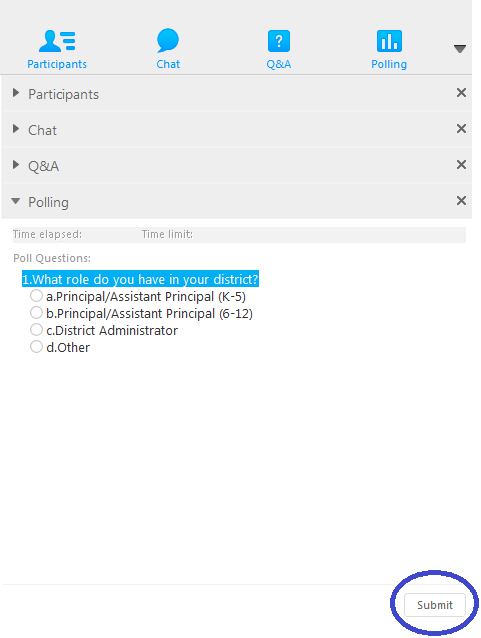 Participants Chat Q&A Polling
Participants
Chat
Q&A
Polling
Time elapsed: Time limit:
Poll Questions:
1.What role do you have in your district?
a.Principal/Assistant Principal (K-5)
b.Principal/Assistant Principal (6-12)
c.District Administrator
d.Other
Submit